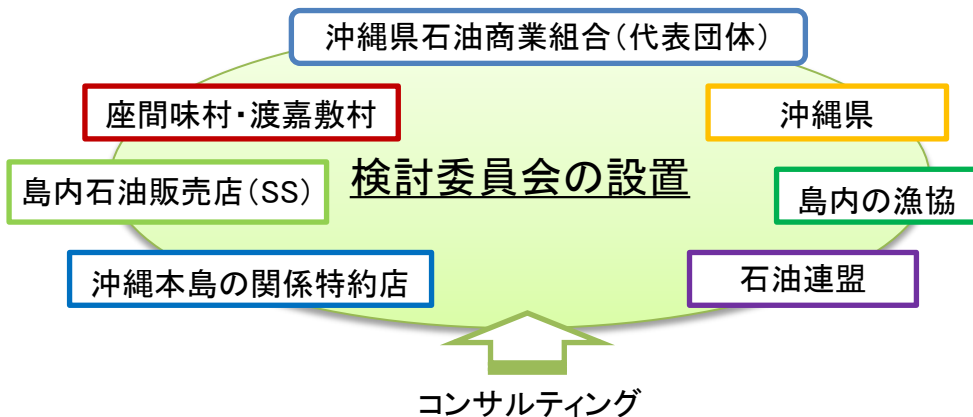 沖縄県石油商業組合（代表団体）
座間味村・渡嘉敷村
沖縄県
島内石油販売店（SS）
検討委員会の設置
島内の漁協
沖縄本島の関係特約店
石油連盟
コンサルティング